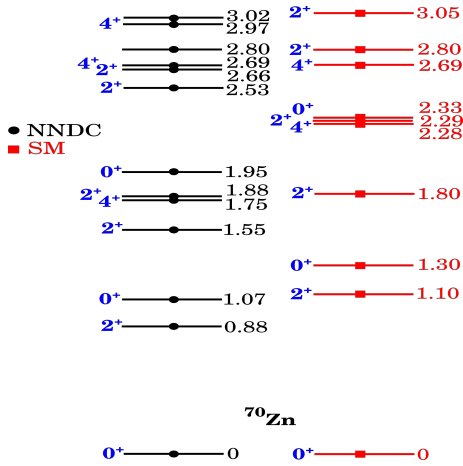 3.02 2⁺ 3.05
4⁺ 2.97
2.80 2⁺ 2.80
4⁺ 2.69 4⁺ 2.69
2⁺ 2.66
2⁺ 2.53
0⁺ 2.33
NNDC 2⁺ 2.29
4⁺ 2.28
SM
0⁺ 1.95
2⁺ 1.88 2⁺ 1.80
4⁺ 1.75
2⁺ 1.55
0⁺ 1.30
0⁺ 1.07 2⁺ 1.10
2⁺ 0.88
⁷⁰Zn
0⁺ 0 0⁺ 0